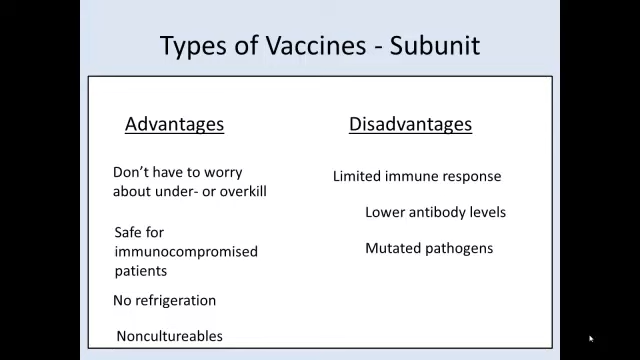 Types of Vaccines - Subunit
Advantages
Don't have to worry
about under- or overkill
Safe for
immunocompromised
patients
No refrigeration
Noncultureables
Disadvantages
Limited immune response
Lower antibody levels
Mutated pathogens